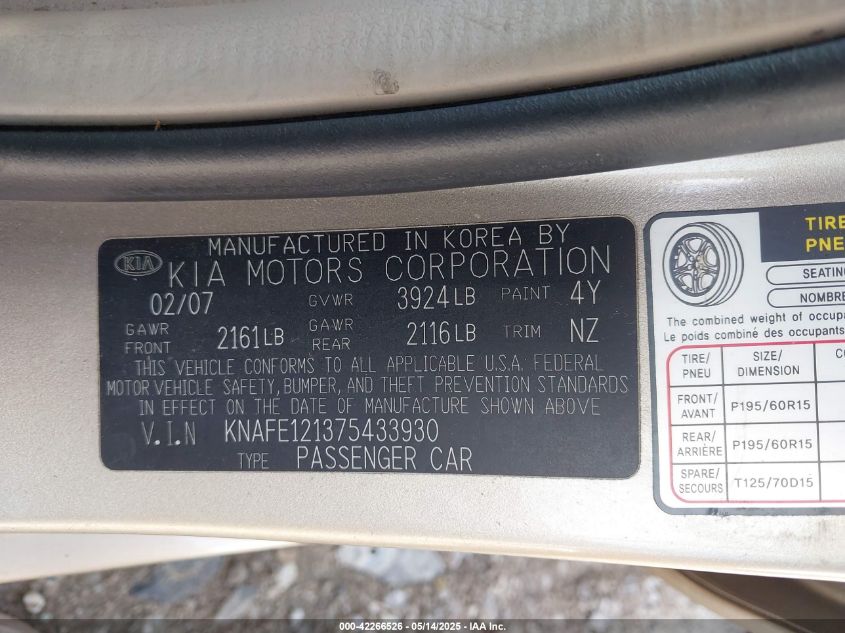 MANUFACTURED IN KOREA BY
KIA KIA MOTORS CORPORATION
02/07 GVWR 3924LB PAINT 4Y
GAWR FRONT 2161LB GAWR REAR 2116LB TRIM NZ
THIS VEHICLE CONFORMS TO ALL APPLICABLE U.S.A. FEDERAL
MOTOR VEHICLE SAFETY, BUMPER, AND THEFT PREVENTION STANDARDS
IN EFFECT ON THE DATE OF MANUFACTURE SHOWN ABOVE
V.I.N KNAFE121375433930
TYPE PASSENGER CAR
TIRE
PNE
SEATING
NOMBRE
The combined weight of occupa
Le poids combiné des occupants
TIRE/ PNEU SIZE/ DIMENSION CO
FRONT/ AVANT P195/60R15
REAR/ ARRIÈRE P195/60R15
SPARE/ SECOURS T125/70D15
000-42266526 - 05/14/2025 - IAA, Inc.